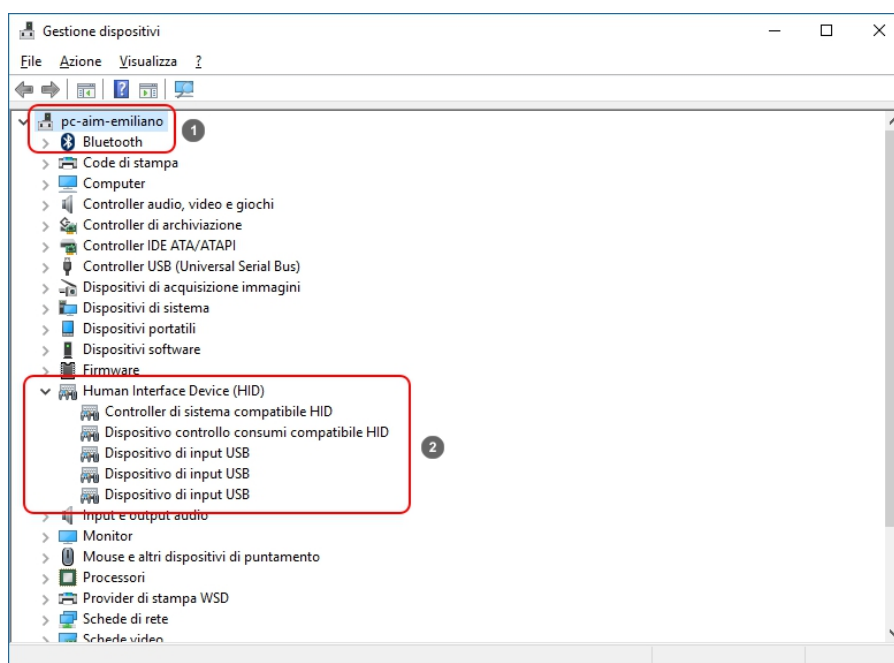 Gestione dispositivi
File Azione Visualizza ?
pc-aim-emiliano
1
Bluetooth
Code di stampa
Computer
Controller audio, video e giochi
Controller di archiviazione
Controller IDE ATA/ATAPI
Controller USB (Universal Serial Bus)
Dispositivi di acquisizione immagini
Dispositivi di sistema
Dispositivi portatili
Dispositivi software
Firmware
Human Interface Device (HID)
Controller di sistema compatibile HID
Dispositivo controllo consumi compatibile HID
2
Dispositivo di input USB
Dispositivo di input USB
Dispositivo di input USB
Input e output audio
Monitor
Mouse e altri dispositivi di puntamento
Processori
Provider di stampa WSD
Schede di rete
Schede video